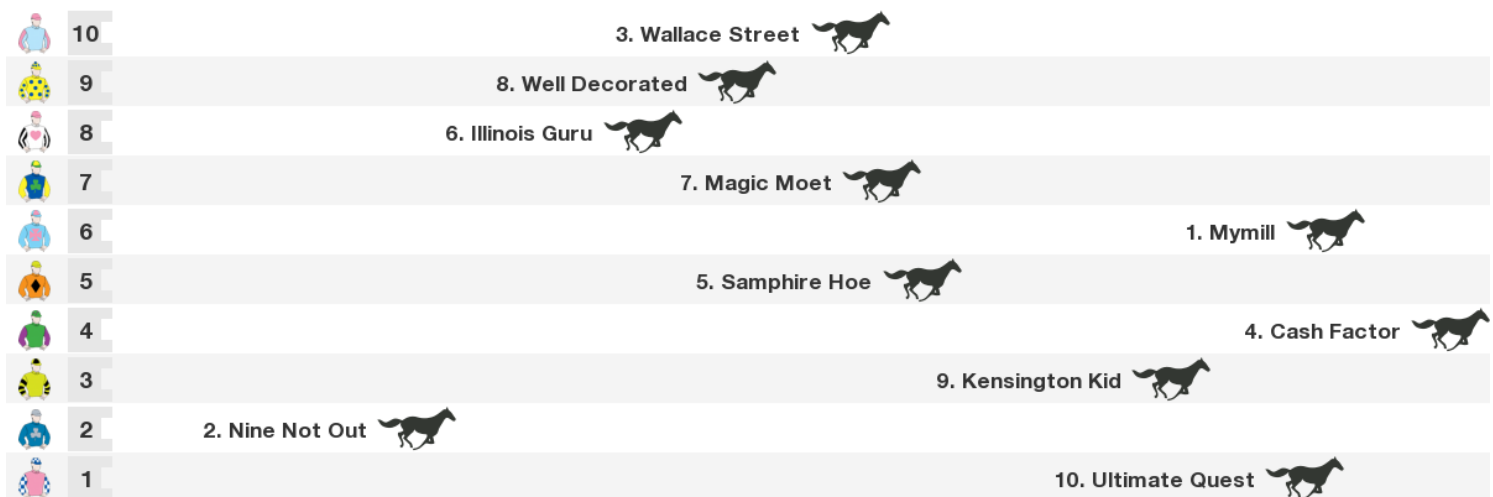 10 3. Wallace Street
9 8. Well Decorated
8 6. Illinois Guru
7 7. Magic Moet
6 1. Mymill
5 5. Samphire Hoe
4 4. Cash Factor
3 9. Kensington Kid
2 2. Nine Not Out
1 10. Ultimate Quest